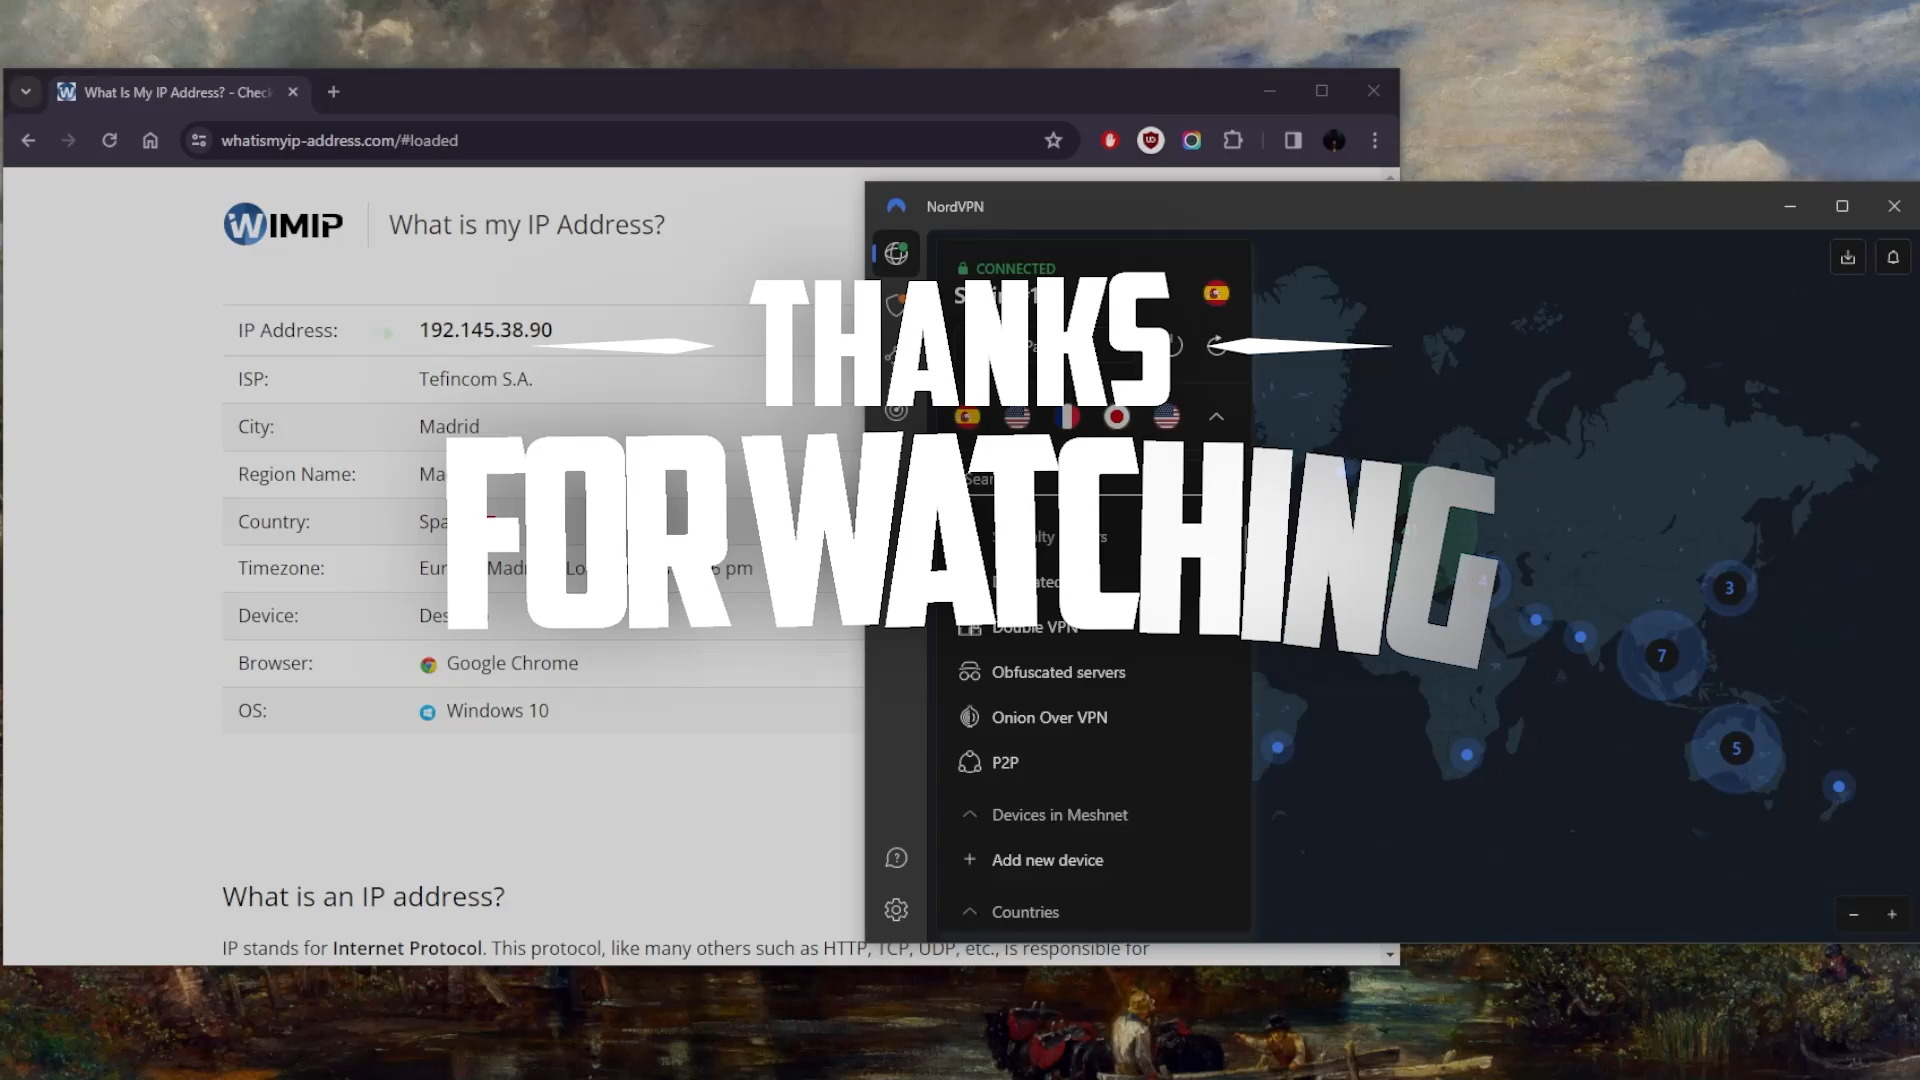 What Is My IP Address? - Chec
whatismyip-address.com/#loaded
WIMIP
What is my IP Address?
IP Address: 192.145.38.90
ISP: Tefincom S.A.
City: Madrid
Region Name:
Country:
Timezone: pm
Device:
Browser: Google Chrome
OS: Windows 10
What is an IP address?
IP stands for Internet Protocol. This protocol, like many others such as HTTP, TCP, UDP, etc., is responsible for
NordVPN
CONNECTED
THANKS
FOR WATCHING
Double VPN
Obfuscated servers
Onion Over VPN
P2P
Devices in Meshnet
+ Add new device
Countries
4
3
7
5
− +